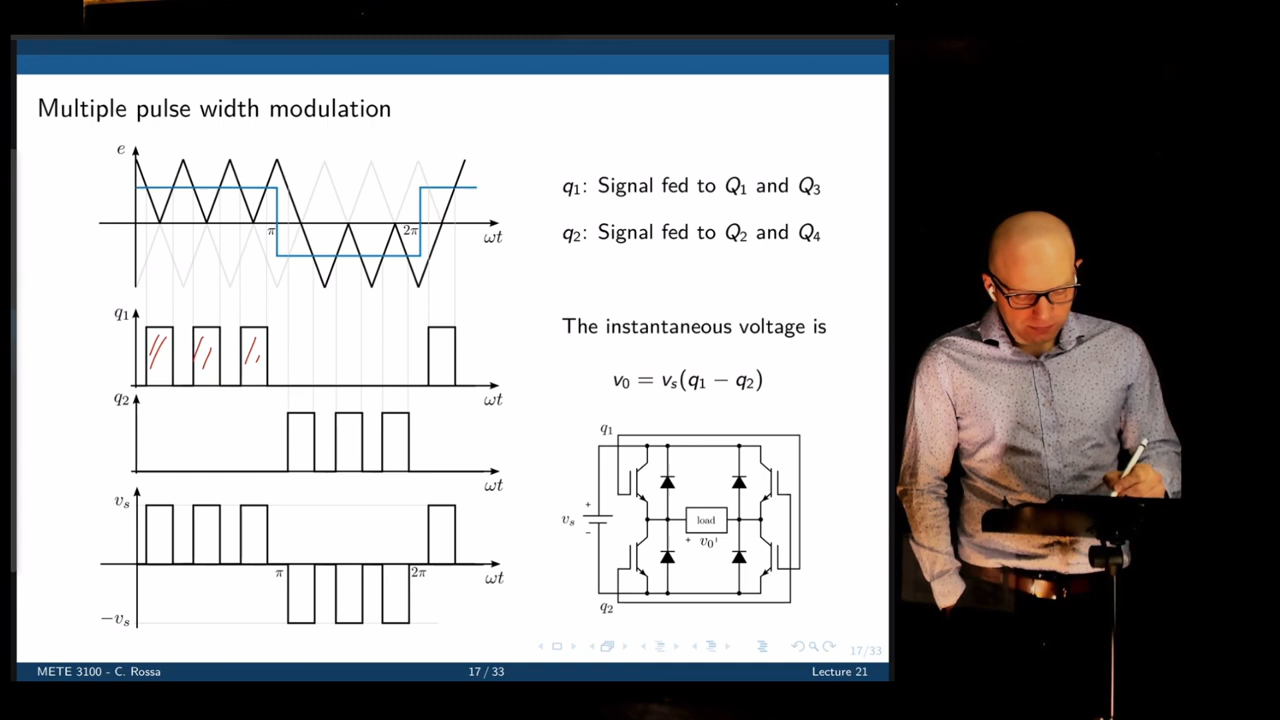 Multiple pulse width modulation
e
π
2π
ωt
q₁
ωt
q₂
ωt
vₛ
π
2π
ωt
−vₛ
q₁: Signal fed to Q₁ and Q₃
q₂: Signal fed to Q₂ and Q₄
The instantaneous voltage is
v₀ = vₛ(q₁ − q₂)
q₁
+
vₛ
-
load
+ v₀
q₂
17/33
METE 3100 - C. Rossa
17 / 33
Lecture 21